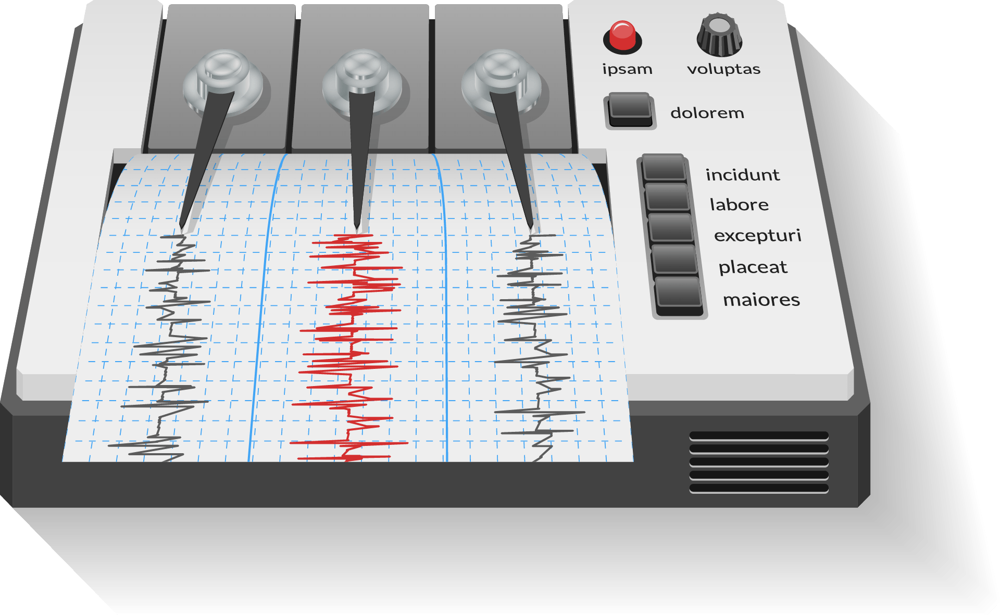 ipsam
voluptas
dolorem
incidunt
labore
excepturi
placeat
maiores